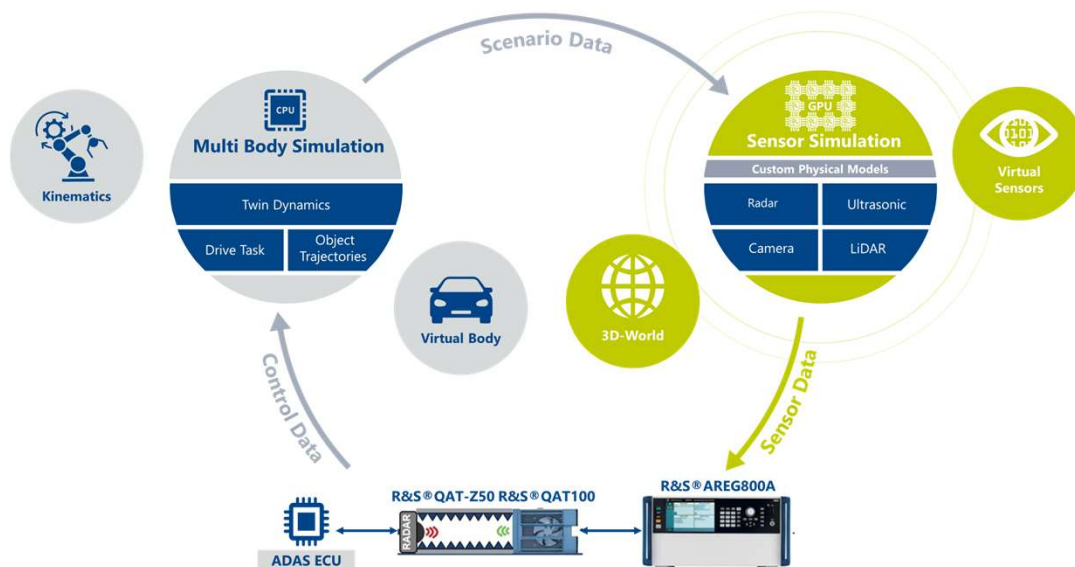 Scenario Data
CPU
Multi Body Simulation
Twin Dynamics
Drive Task
Object
Trajectories
Kinematics
Virtual Body
GPU
Sensor Simulation
Custom Physical Models
Radar
Ultrasonic
Camera
LiDAR
Virtual
Sensors
3D-World
Control Data
Sensor Data
R&S®QAT-Z50 R&S®QAT100
R&S®AREG800A
RADAR
ADAS ECU